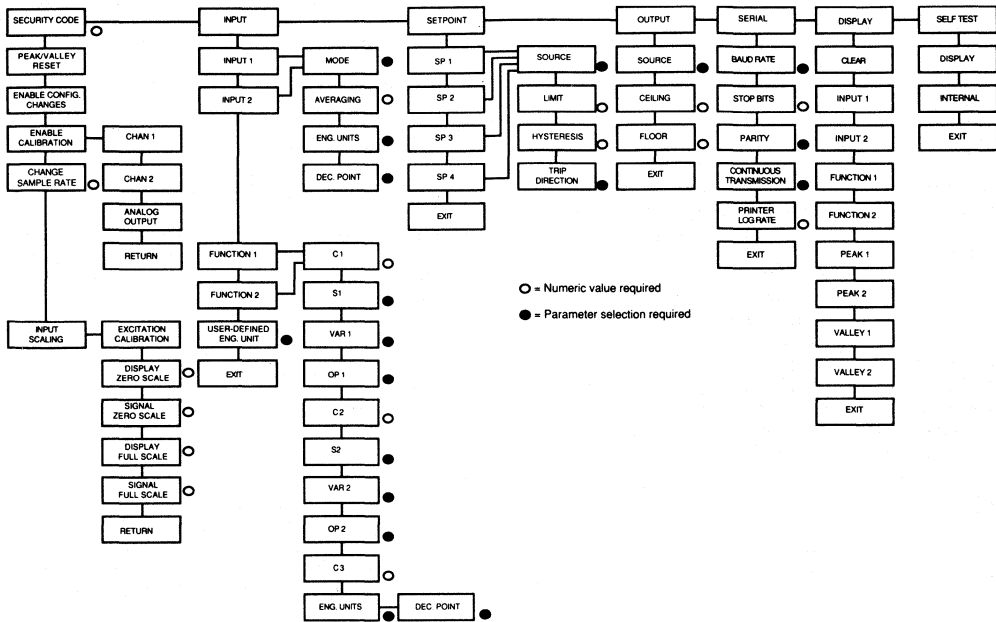 SECURITY CODE
PEAK/VALLEY
RESET
ENABLE CONFIG.
CHANGES
ENABLE
CALIBRATION
CHANGE
SAMPLE RATE
CHAN 1
CHAN 2
ANALOG
OUTPUT
RETURN
INPUT
SCALING
EXCITATION
CALIBRATION
DISPLAY
ZERO SCALE
SIGNAL
ZERO SCALE
DISPLAY
FULL SCALE
SIGNAL
FULL SCALE
RETURN
INPUT
INPUT 1
INPUT 2
MODE
AVERAGING
ENG. UNITS
DEC. POINT
FUNCTION 1
FUNCTION 2
USER-DEFINED
ENG. UNIT
EXIT
C1
S1
VAR 1
OP 1
C2
S2
VAR 2
OP 2
C3
ENG. UNITS
DEC. POINT
SETPOINT
SP 1
SP 2
SP 3
SP 4
EXIT
SOURCE
LIMIT
HYSTERESIS
TRIP
DIRECTION
OUTPUT
SOURCE
CEILING
FLOOR
EXIT
SERIAL
BAUD RATE
STOP BITS
PARITY
CONTINUOUS
TRANSMISSION
PRINTER
LOG RATE
EXIT
DISPLAY
CLEAR
INPUT 1
INPUT 2
FUNCTION 1
FUNCTION 2
PEAK 1
PEAK 2
VALLEY 1
VALLEY 2
EXIT
SELF TEST
DISPLAY
INTERNAL
EXIT
O = Numeric value required
● = Parameter selection required